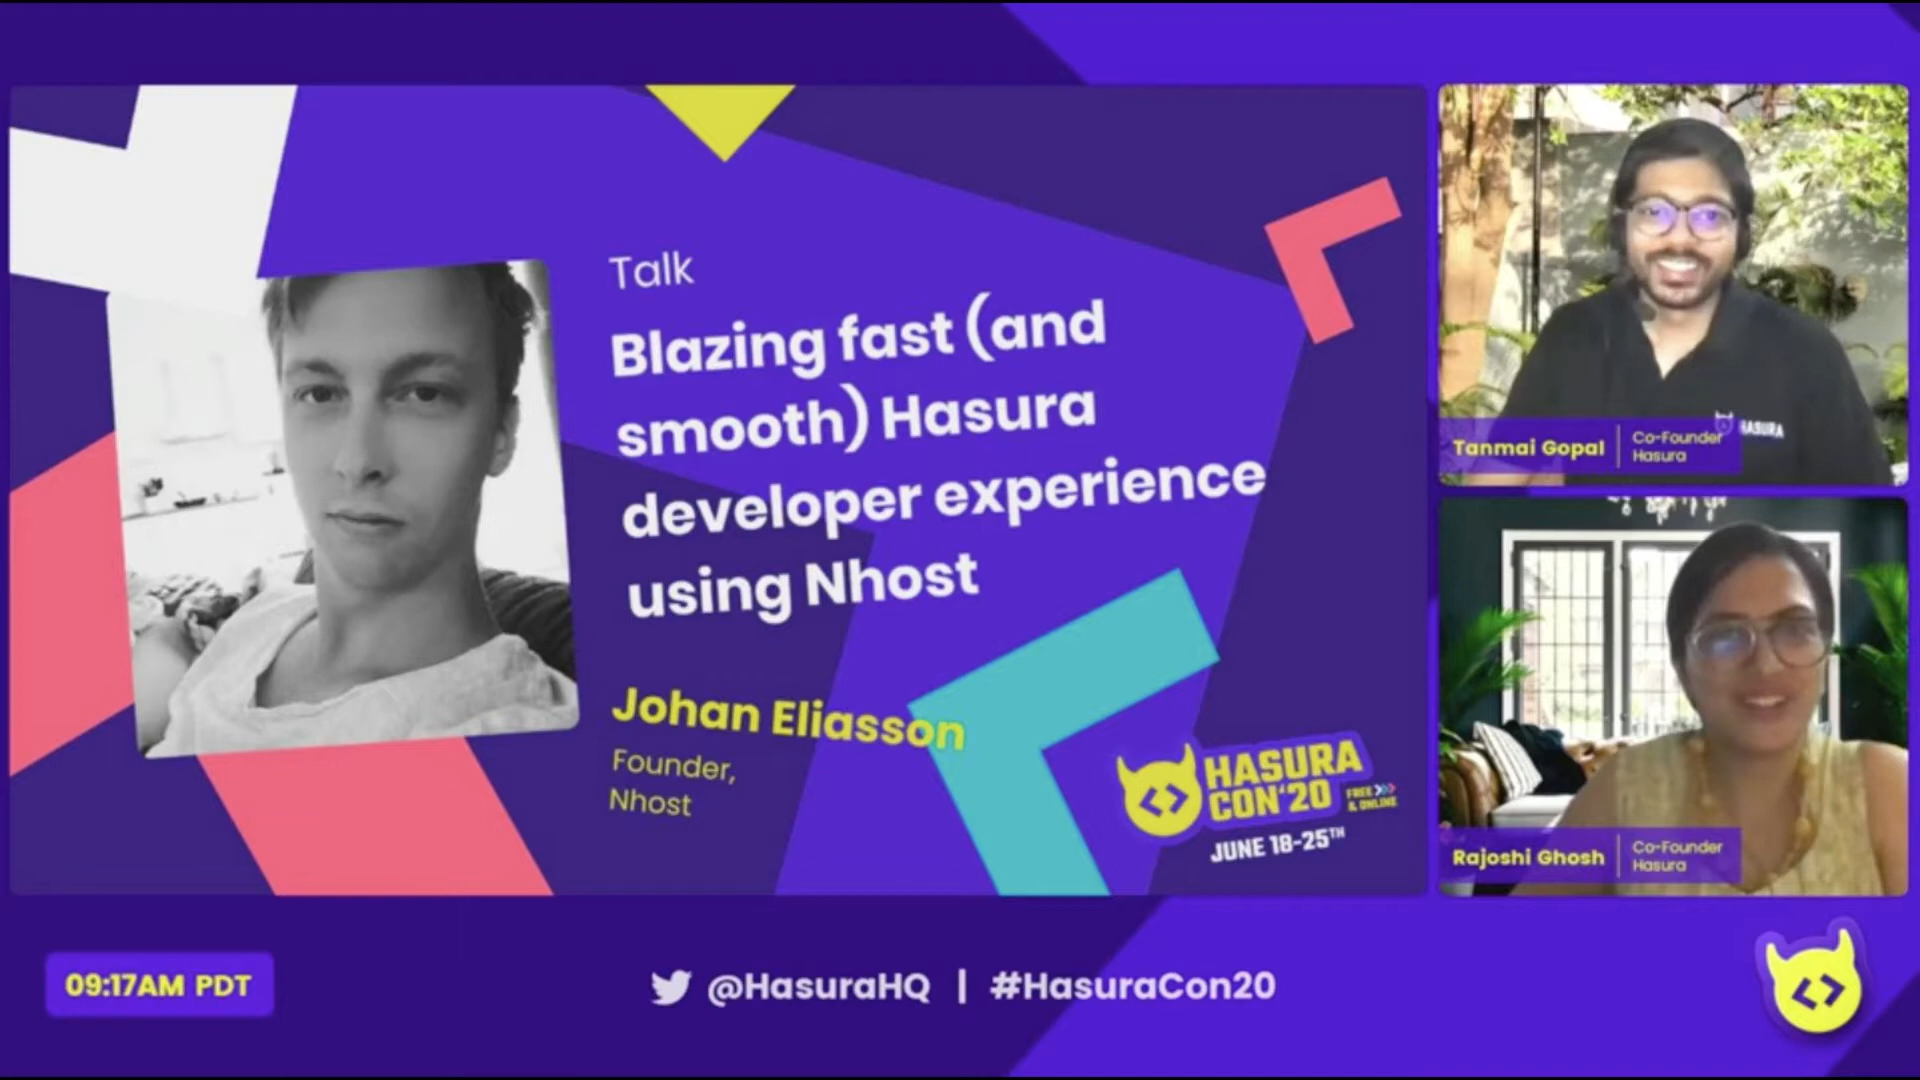 Talk
Blazing fast (and
smooth) Hasura
developer experience
using Nhost
Johan Eliasson
Founder,
Nhost
HASURA
CON'20
FREE
& ONLINE
JUNE 18-25TH
HASURA
Tanmai Gopal
Co-Founder
Hasura
Rajoshi Ghosh
Co-Founder
Hasura
09:17AM PDT
@HasuraHQ | #HasuraCon20